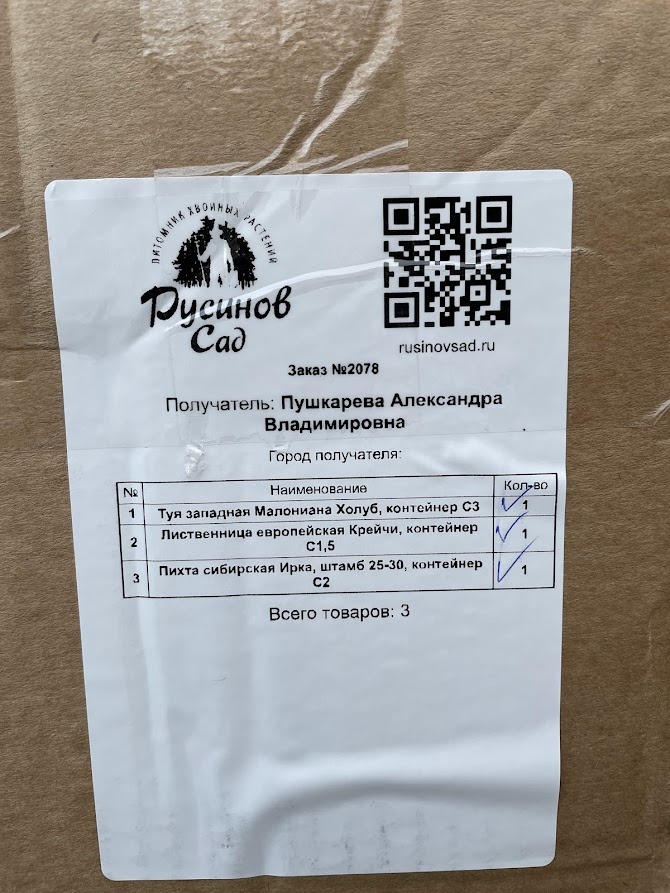 ПИТОМНИК ХВОЙНЫХ РАСТЕНИЙ
Русинов
Сад
rusinovsad.ru
Заказ №2078
Получатель: Пушкарева Александра
Владимировна
Город получателя:
№ Наименование Кол-во
1 Туя западная Малониана Холуб, контейнер С3 1
2 Лиственница европейская Крейчи, контейнер
С1,5 1
3 Пихта сибирская Ирка, штамб 25-30, контейнер
С2 1
Всего товаров: 3